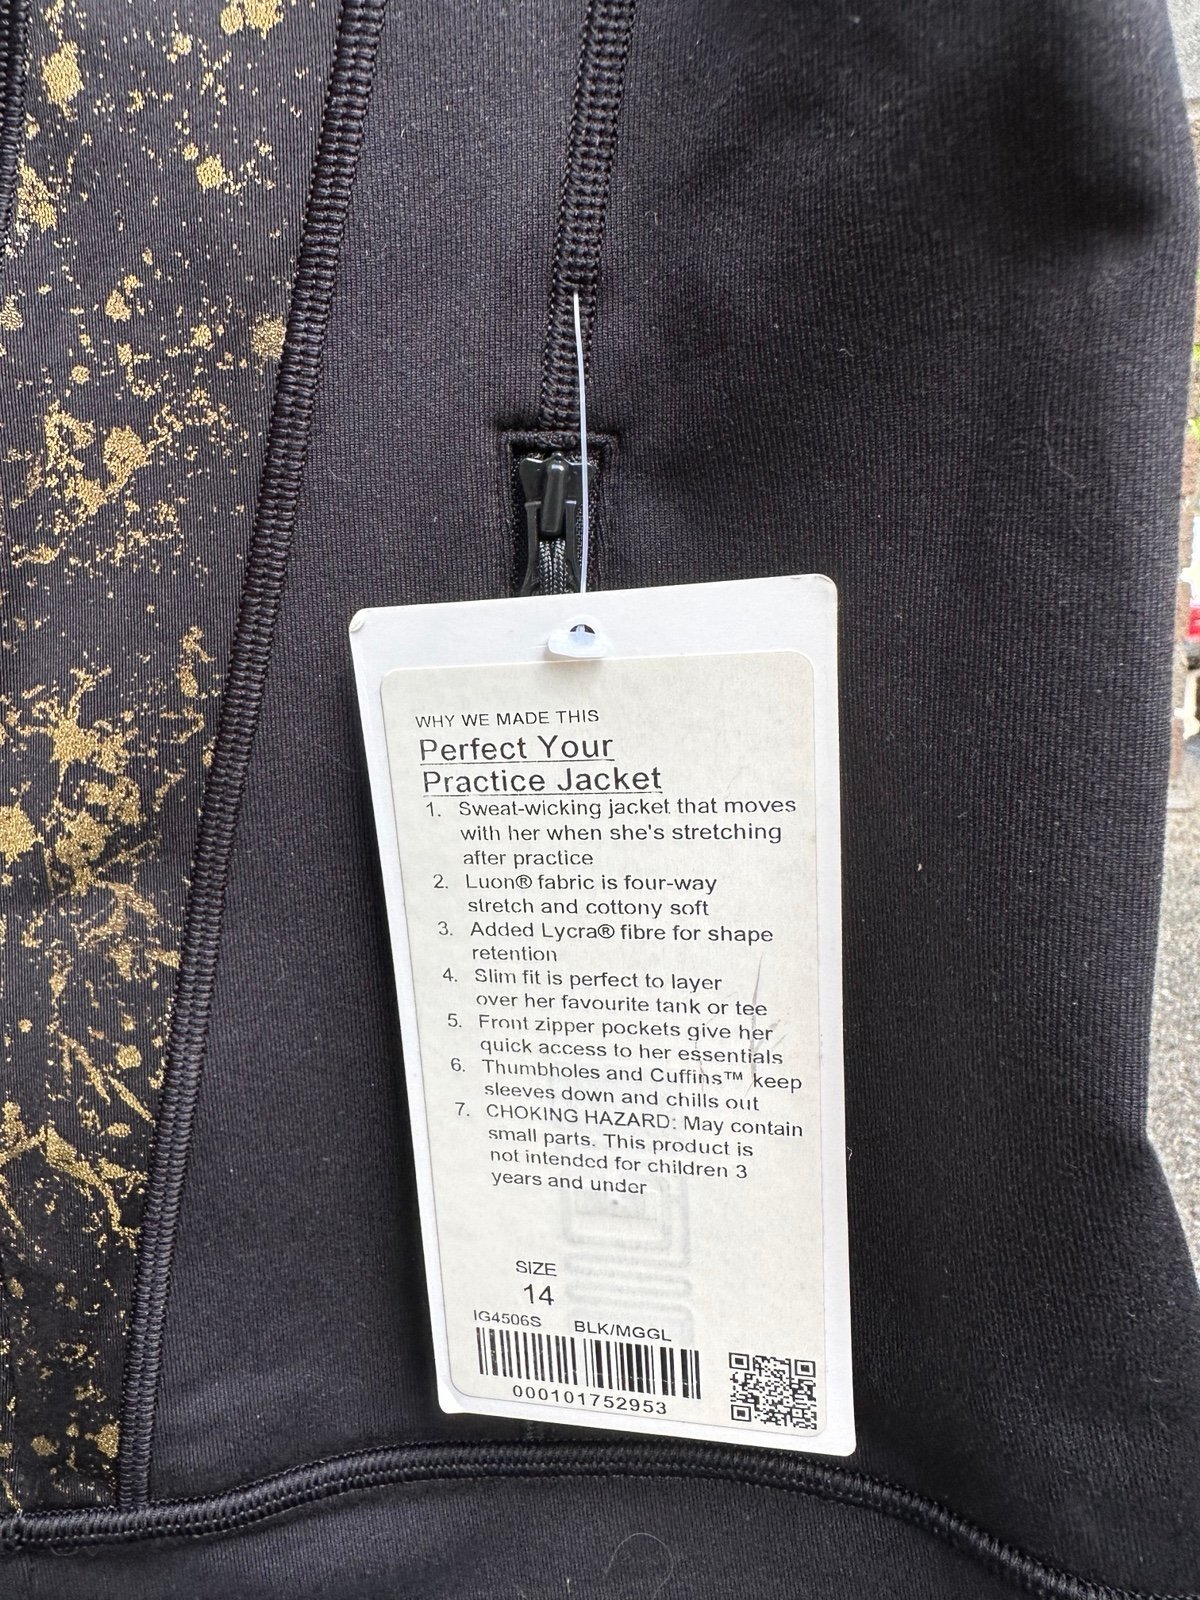 WHY WE MADE THIS
Perfect Your
Practice Jacket
1. Sweat-wicking jacket that moves
with her when she's stretching
after practice
2. Luon® fabric is four-way
stretch and cottony soft
3. Added Lycra® fibre for shape
retention
4. Slim fit is perfect to layer
over her favourite tank or tee
5. Front zipper pockets give her
quick access to her essentials
6. Thumbholes and Cuffins™ keep
sleeves down and chills out
7. CHOKING HAZARD: May contain
small parts. This product is
not intended for children 3
years and under
SIZE
14
IG4506S BLK/MGGL
000101752953